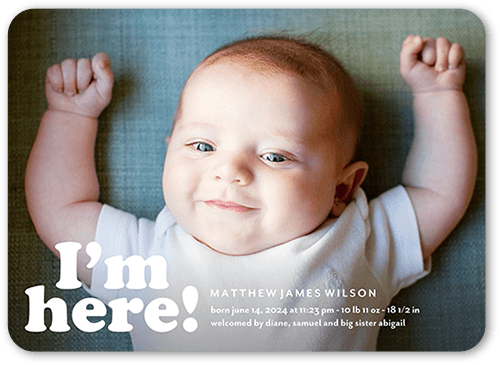 I'm
here!
MATTHEW JAMES WILSON
born june 14, 2024 at 11:23 pm - 10 lb 11 oz - 18 1/2 in
welcomed by diane, samuel and big sister abigail